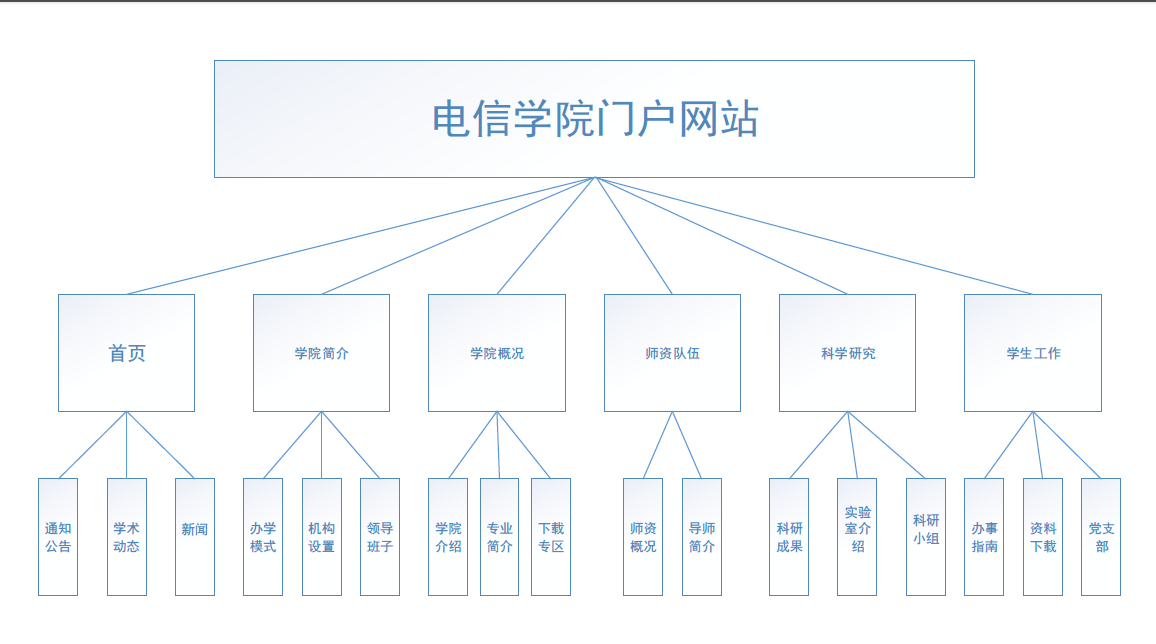 电信学院门户网站
首页
学院简介
学院概况
师资队伍
科学研究
学生工作
通知
公告
学术
动态
新闻
办学
模式
机构
设置
领导
班子
学院
介绍
专业
简介
下载
专区
师资
概况
导师
简介
科研
成果
实验
室介
绍
科研
小组
办事
指南
资料
下载
党支
部